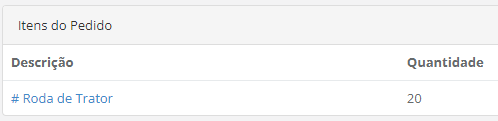 Itens do Pedido
Descrição Quantidade
# Roda de Trator 20